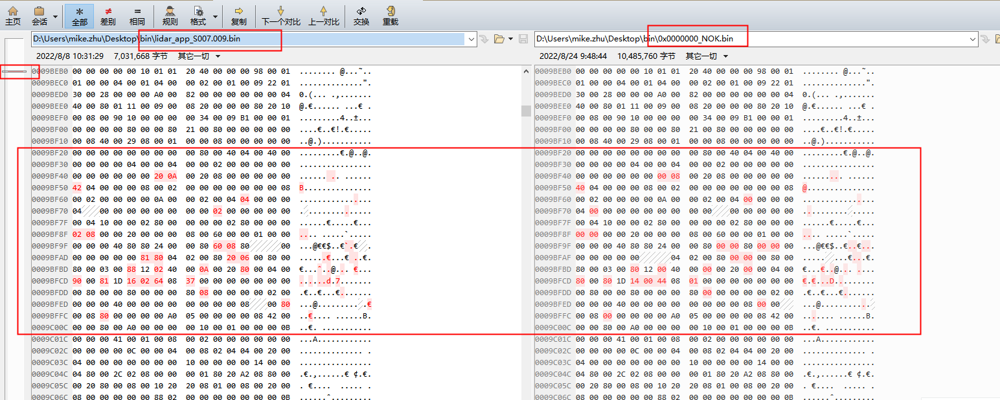 主页 会话 全部 差别 相同 规则 格式 复制 下一个对比 上一对比 交换 重载
D:\Users\mike.zhu\Desktop\bin\lidar_app_S007.009.bin
2022/8/8 10:31:29 7,031,668 字节 其它一切
0009BEB0 00 00 00 00 00 10 01 01 20 40 00 00 00 98 00 01 ........ @...˜..
0009BEC0 01 00 00 04 00 01 04 00 00 02 00 01 00 09 22 01 ..............".
0009BED0 30 00 28 00 00 00 A0 00 82 00 00 00 00 00 00 04 0.(... .‚.......
0009BEE0 40 00 80 01 11 00 09 00 08 20 00 00 00 80 20 10 @.€...... ...€ .
0009BEF0 00 08 00 90 10 00 00 00 00 34 00 09 B1 00 00 01 .........4..±...
0009BF00 00 00 00 00 80 00 00 80 21 00 80 00 00 00 00 00 ....€..€!.€.....
0009BF10 00 08 40 00 29 08 00 01 00 00 08 00 00 00 00 00 ..@.)...........
0009BF20 00 00 00 00 00 00 00 00 00 80 00 40 04 00 40 00 .........€.@..@.
0009BF30 00 00 00 00 04 00 00 04 00 00 02 00 00 00 00 00 ................
0009BF40 00 00 00 00 00 00 20 0A 00 20 08 00 00 00 00 00 ...... .. ......
0009BF50 42 04 00 00 00 08 00 02 00 00 00 00 00 00 00 08 B...............
0009BF60 00 02 00 00 00 00 0A 00 00 02 00 04 04 00 00 00 ................
0009BF70 04 00 00 00 00 00 00 00 00 02 00 00 00 00 00 ...............
0009BF7F 00 04 10 00 00 02 80 00 00 00 00 02 80 00 00 00 ......€.....€...
0009BF8F 02 08 00 00 20 00 00 00 08 00 60 00 00 01 00 00 .... .....`.....
0009BF9F 00 00 00 40 80 80 24 00 00 80 60 08 80 00 ...@€€$..€`.€.
0009BFAD 00 00 00 00 00 81 80 04 02 00 80 20 06 00 80 00 ......€...€ ..€.
0009BFBD 80 00 03 00 88 12 02 40 00 0A 00 20 80 00 04 00 €...ˆ..@... €...
0009BFCD 90 00 81 1D 16 02 64 08 37 00 00 00 00 00 00 00 ......d.7.......
0009BFDD 00 80 00 00 80 00 00 00 80 08 00 00 00 00 02 00 .€..€...€.......
0009BFED 00 00 00 40 00 00 00 00 00 00 00 00 08 00 80 ...@..........€
0009BFFC 00 08 80 00 00 00 00 A0 05 00 00 00 00 08 42 00 ..€.... ......B.
0009C00C 00 00 80 00 A0 00 00 00 00 10 00 01 00 00 00 0B ..€. ...........
0009C01C 00 00 00 41 00 01 00 08 00 02 00 00 00 00 00 00 ...A............
0009C02C 00 00 00 00 0C 00 00 04 00 08 02 04 04 00 20 00 .............. .
0009C03C 04 00 00 00 00 00 00 00 10 00 00 00 00 14 00 00 ................
0009C04C 04 80 00 2C 02 08 00 00 00 01 80 20 A2 08 80 00 .€.,......€ ¢.€.
0009C05C 00 20 80 00 08 00 10 20 20 08 01 00 08 00 20 00 . €....  ..... .
0009C06C 08 00 00 00 00 00 88 02 00 00 00 00 00 00 00 0B ......ˆ.........
D:\Users\mike.zhu\Desktop\bin\0x0000000_NOK.bin
2022/8/24 9:48:44 10,485,760 字节 其它一切
0009BEB0 00 00 00 00 00 10 01 01 20 40 00 00 00 98 00 01 ........ @...˜..
0009BEC0 01 00 00 04 00 01 04 00 00 02 00 01 00 09 22 01 ..............".
0009BED0 30 00 28 00 00 00 A0 00 82 00 00 00 00 00 00 04 0.(... .‚.......
0009BEE0 40 00 80 01 11 00 09 00 08 20 00 00 00 80 20 10 @.€...... ...€ .
0009BEF0 00 08 00 90 10 00 00 00 00 34 00 09 B1 00 00 01 .........4..±...
0009BF00 00 00 00 00 80 00 00 80 21 00 80 00 00 00 00 00 ....€..€!.€.....
0009BF10 00 08 40 00 29 08 00 01 00 00 08 00 00 00 00 00 ..@.)...........
0009BF20 00 00 00 00 00 00 00 00 00 80 00 40 04 00 40 00 .........€.@..@.
0009BF30 00 00 00 00 04 00 00 04 00 00 02 00 00 00 00 00 ................
0009BF40 00 00 00 00 00 00 00 08 00 20 08 00 00 00 00 00 ......... ......
0009BF50 40 04 00 00 00 08 00 02 00 00 00 00 00 00 00 08 @...............
0009BF60 00 02 00 00 00 00 0A 00 00 02 00 04 00 00 00 00 ................
0009BF70 04 00 00 00 00 00 00 00 00 00 00 00 00 00 00 ...............
0009BF7F 00 04 10 00 00 02 80 00 00 00 00 02 80 00 00 00 ......€.....€...
0009BF8F 00 00 00 00 20 00 00 00 08 00 60 00 00 01 00 00 .... .....`.....
0009BF9F 00 00 00 40 80 80 24 00 00 80 00 00 80 00 00 00 ...@€€$..€..€...
0009BFAF 00 00 00 00 00 04 02 00 80 00 00 00 80 00 ........€...€.
0009BFBD 80 00 03 00 80 12 00 40 00 00 00 20 00 00 04 00 €...€..@... ....
0009BFCD 80 00 80 1D 14 00 44 08 01 00 00 00 00 00 00 00 €.€...D.........
0009BFDD 00 80 00 00 80 00 00 00 80 00 00 00 00 00 02 00 .€..€...€.......
0009BFED 00 00 00 40 00 00 00 00 00 00 00 00 08 00 00 ...@...........
0009BFFC 00 08 00 00 00 00 00 A0 05 00 00 00 00 08 42 00 ....... ......B.
0009C00C 00 00 80 00 A0 00 00 00 00 10 00 01 00 00 00 0B ..€. ...........
0009C01C 00 00 00 41 00 01 00 08 00 02 00 00 00 00 00 00 ...A............
0009C02C 00 00 00 00 0C 00 00 04 00 08 02 04 04 00 20 00 .............. .
0009C03C 04 00 00 00 00 00 00 00 10 00 00 00 00 14 00 00 ................
0009C04C 04 80 00 2C 02 08 00 00 00 01 80 20 A2 08 80 00 .€.,......€ ¢.€.
0009C05C 00 20 80 00 08 00 10 20 20 08 01 00 08 00 20 00 . €....  ..... .
0009C06C 08 00 00 00 00 00 88 02 00 00 00 00 00 00 00 0B ......ˆ.........